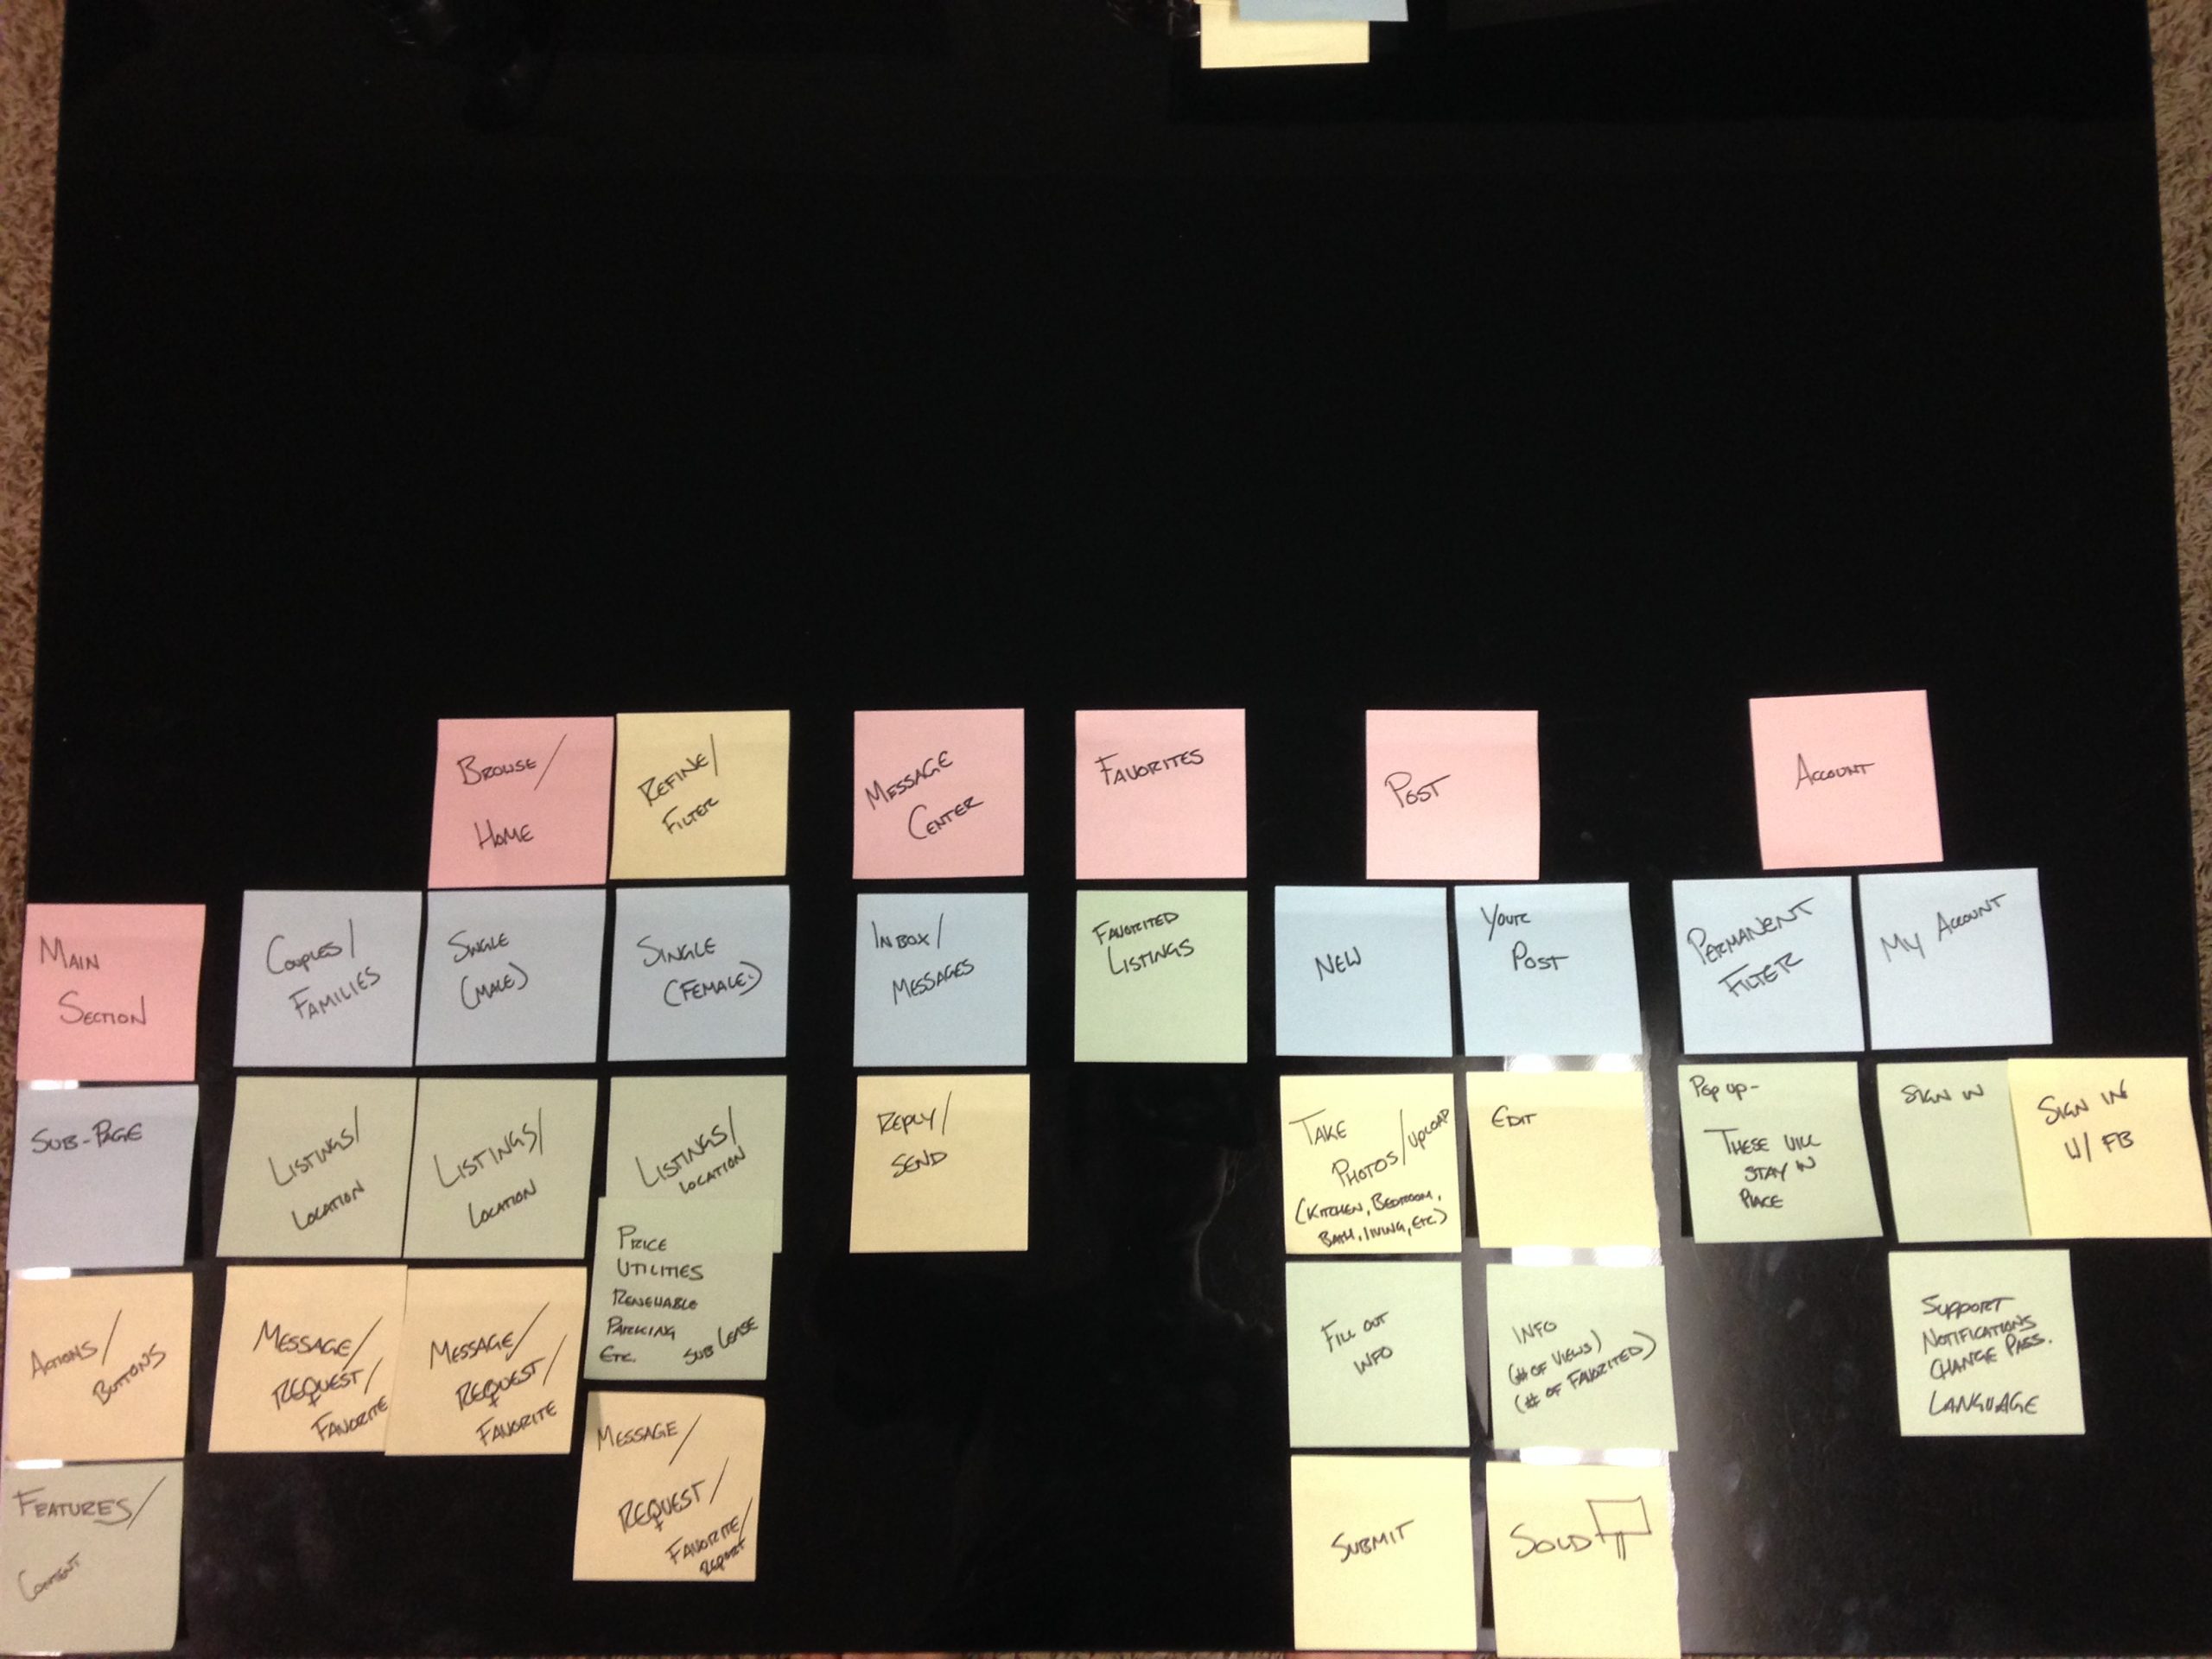 BROWSE/
HOME
REFINE/
FILTER
MESSAGE
CENTER
FAVORITES
POST
ACCOUNT
MAIN
SECTION
COUPLES/
FAMILIES
SINGLE
(MALE)
SINGLE
(FEMALE)
INBOX/
MESSAGES
FAVORITED
LISTINGS
NEW
YOUR
POST
PERMANENT
FILTER
MY ACCOUNT
SUB-PAGE
LISTINGS/
LOCATION
LISTINGS/
LOCATION
LISTINGS/
LOCATION
PRICE
UTILITIES
RENEWABLE
PARKING
ETC. SUB LEASE
REPLY/
SEND
TAKE
PHOTOS/UPLOAD
(KITCHEN, BEDROOM,
BATH, LIVING, ETC.)
EDIT
POP UP-
THESE WILL
STAY IN
PLACE
SIGN IN
SIGN IN
W/ FB
ACTIONS/
BUTTONS
MESSAGE/
REQUEST/
+
FAVORITE
MESSAGE/
REQUEST/
+
FAVORITE
MESSAGE/
REQUEST/
+
FAVORITE/
REPORT
FILL OUT
INFO
INFO
(# OF VIEWS)
(# OF FAVORITED)
SUPPORT
NOTIFICATIONS
CHANGE PASS.
LANGUAGE
FEATURES/
CONTENT
SUBMIT
SOLD